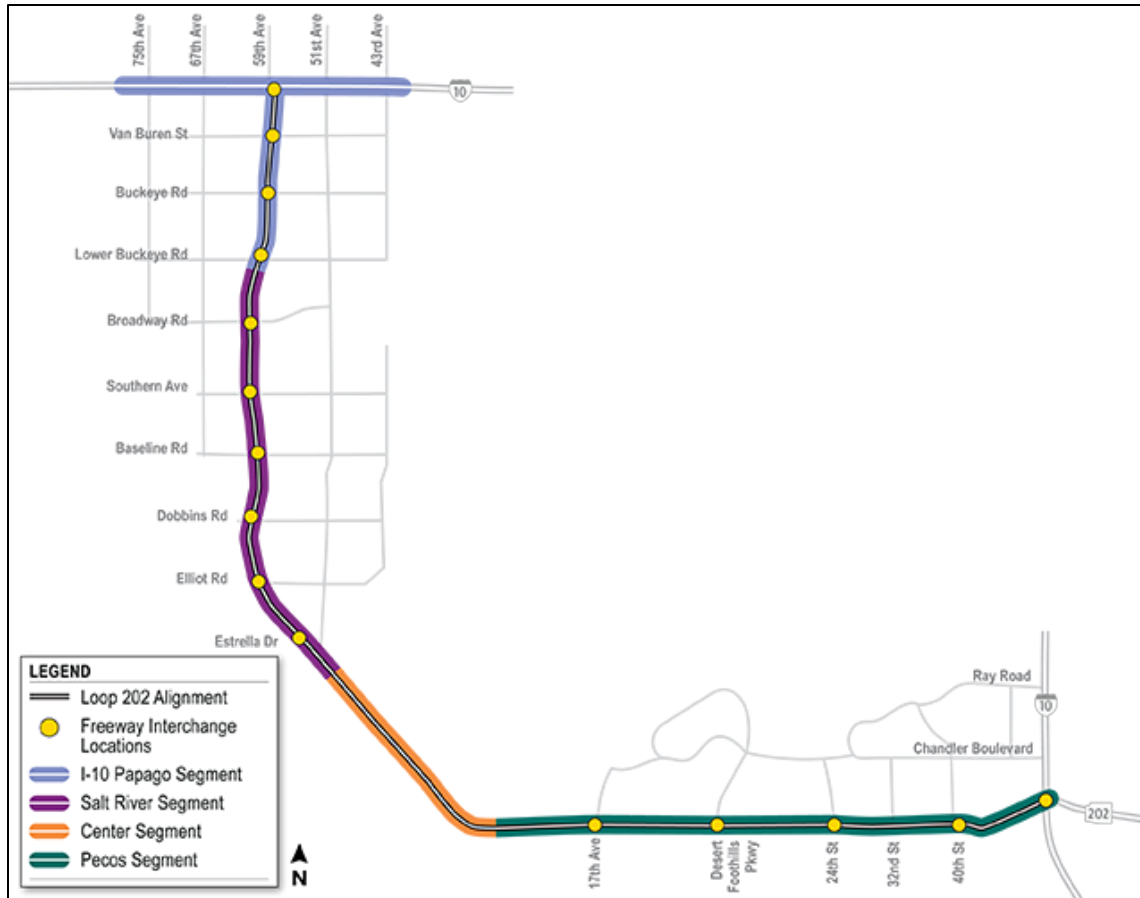 75th Ave
67th Ave
59th Ave
51st Ave
43rd Ave
10
Van Buren St
Buckeye Rd
Lower Buckeye Rd
Broadway Rd
Southern Ave
Baseline Rd
Dobbins Rd
Elliot Rd
Estrella Dr
Ray Road
10
Chandler Boulevard
202
17th Ave
Desert
Foothills
Pkwy
24th St
32nd St
40th St
LEGEND
Loop 202 Alignment
Freeway Interchange
Locations
I-10 Papago Segment
Salt River Segment
Center Segment
Pecos Segment
N